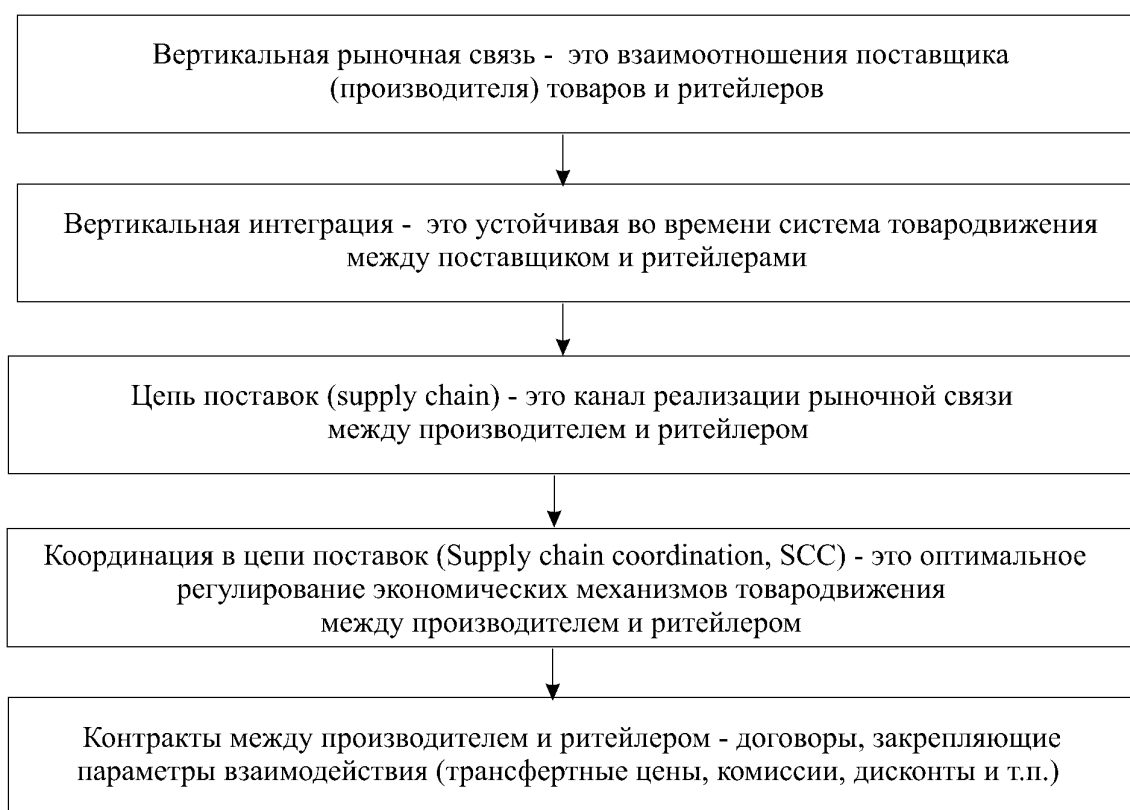 Вертикальная рыночная связь - это взаимоотношения поставщика
(производителя) товаров и ритейлеров
Вертикальная интеграция - это устойчивая во времени система товародвижения
между поставщиком и ритейлерами
Цепь поставок (supply chain) - это канал реализации рыночной связи
между производителем и ритейлером
Координация в цепи поставок (Supply chain coordination, SCC) - это оптимальное
регулирование экономических механизмов товародвижения
между производителем и ритейлером
Контракты между производителем и ритейлером - договоры, закрепляющие
параметры взаимодействия (трансфертные цены, комиссии, дисконты и т.п.)